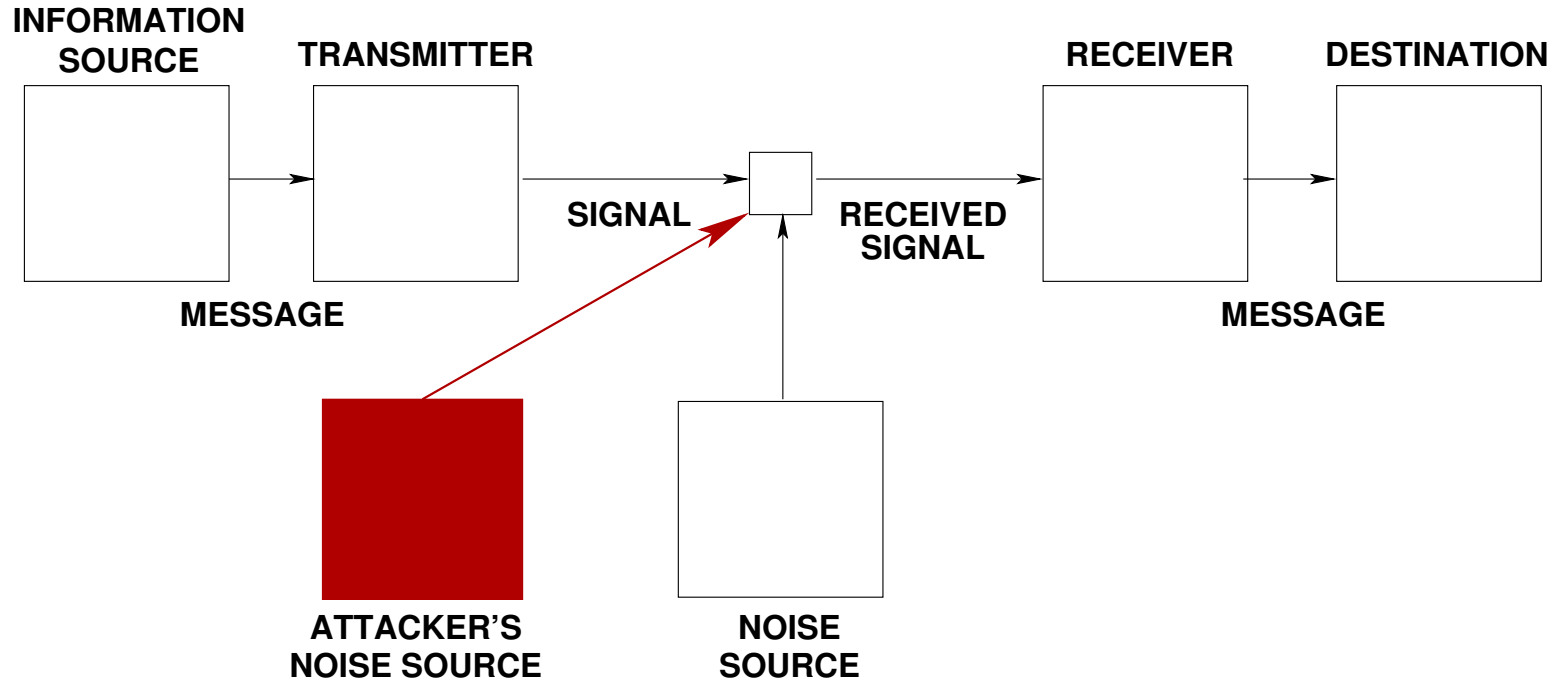 INFORMATION
SOURCE
TRANSMITTER
RECEIVER
DESTINATION
SIGNAL
RECEIVED
SIGNAL
MESSAGE
MESSAGE
ATTACKER'S
NOISE SOURCE
NOISE
SOURCE